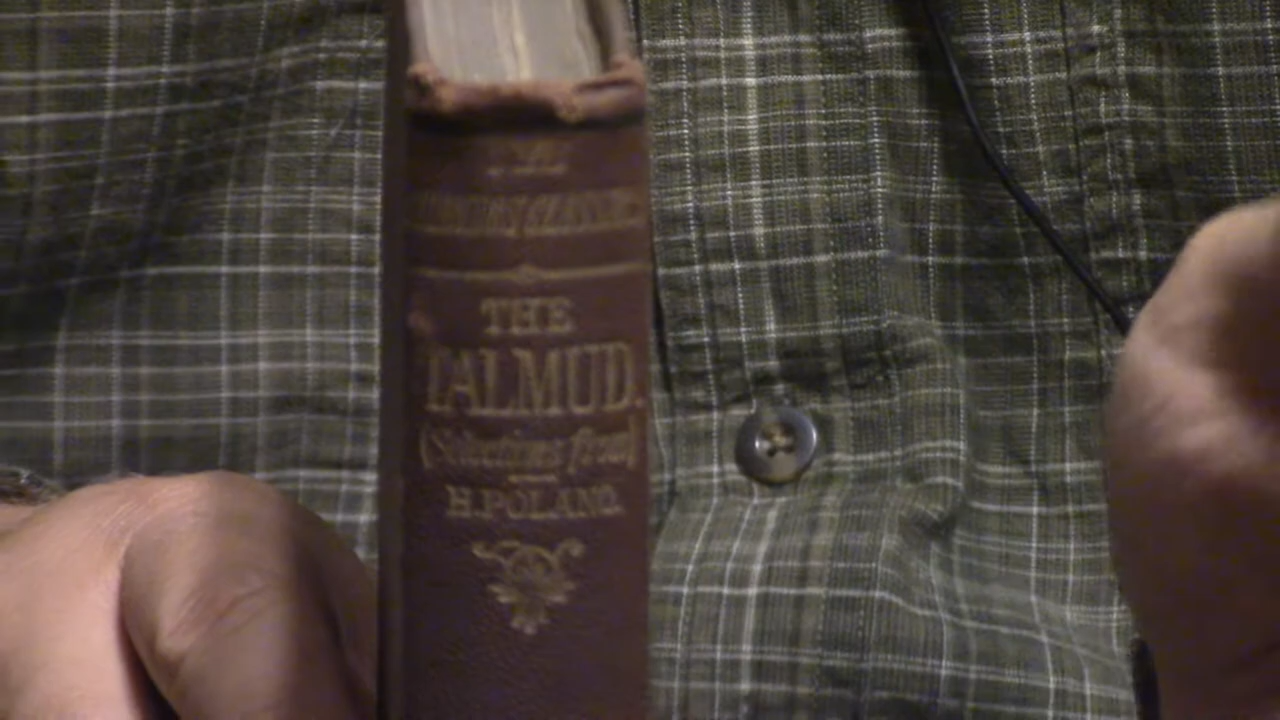 THE
TALMUD.
(Selections from)
H. POLANO.